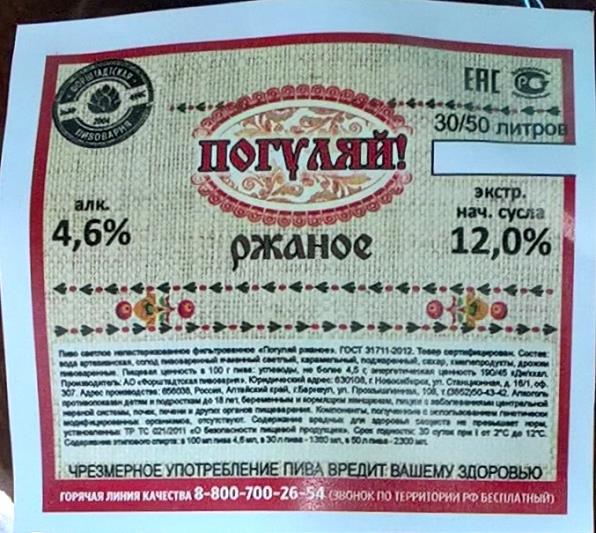 ФОРШТАДТСКАЯ
ПИВОВАРНЯ
ЕАС
30/50 литров
ПОГУЛЯЙ!
алк.
4,6%
экстр.
нач. сусла
12,0%
ржаное
Пиво светлое непастеризованное фильтрованное «Погуляй ржаное». ГОСТ 31711-2012. Товар сертифицирован. Состав:
вода артезианская, солод пивоваренный ячменный светлый, карамельный, поджаренный, сахар, хмелепродукты, дрожжи
пивоваренные. Пищевая ценность в 100 г пива: углеводы, не более 4,5 г, энергетическая ценность 190/45 кДж/ккал.
Производитель: АО «Форштадтская пивоварня». Юридический адрес: 630108, г. Новосибирск, ул. Станционная, д. 16/1, оф.
307. Адрес производства: 656038, Россия, Алтайский край, г.Барнаул, ул. Промышленная, 108, т.(3852)50-43-42. Алкоголь
противопоказан детям и подросткам до 18 лет, беременным и кормящим женщинам, лицам с заболеваниями центральной
нервной системы, почек, печени и других органов пищеварения. Компоненты, полученные с использованием генетически
модифицированных организмов, отсутствуют. Содержание вредных для здоровья веществ не превышает норм,
установленных ТР ТС 021/2011 «О безопасности пищевой продукции». Срок годности: 30 суток при t от 2°С до 12°С.
Содержание этилового спирта: в 100 мл пива 4,6 мл, в 30 л пива - 1380 мл, в 50 л пива - 2300 мл.
ЧРЕЗМЕРНОЕ УПОТРЕБЛЕНИЕ ПИВА ВРЕДИТ ВАШЕМУ ЗДОРОВЬЮ
ГОРЯЧАЯ ЛИНИЯ КАЧЕСТВА 8-800-700-26-54 (ЗВОНОК ПО ТЕРРИТОРИИ РФ БЕСПЛАТНЫЙ)